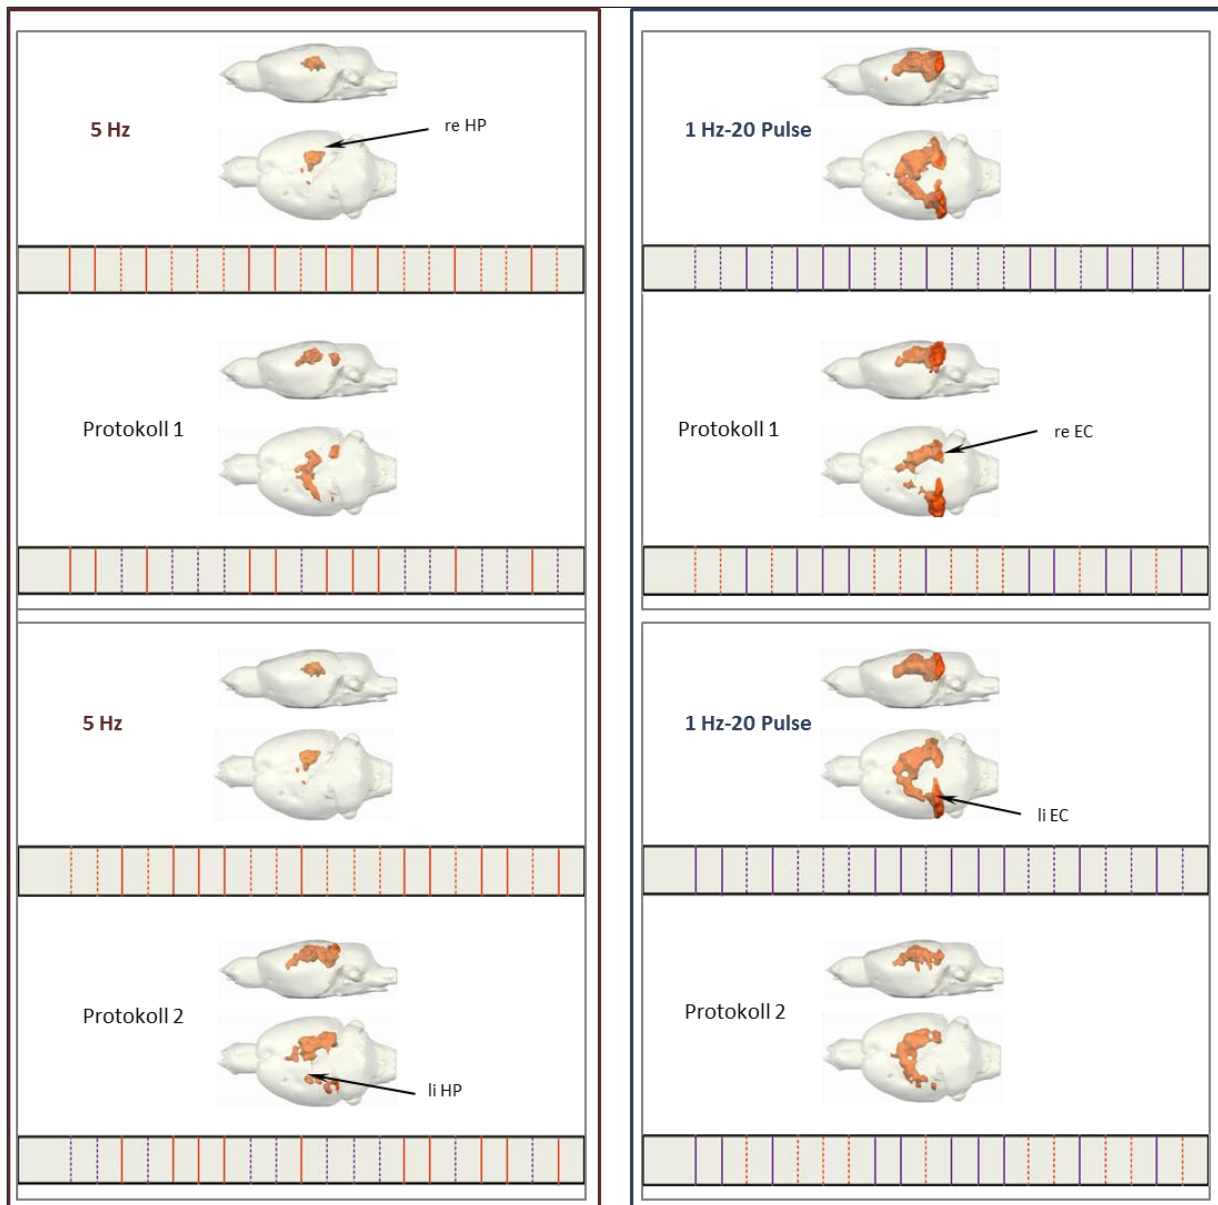 5 Hz
re HP
Protokoll 1
5 Hz
Protokoll 2
li HP
1 Hz-20 Pulse
Protokoll 1
re EC
1 Hz-20 Pulse
li EC
Protokoll 2